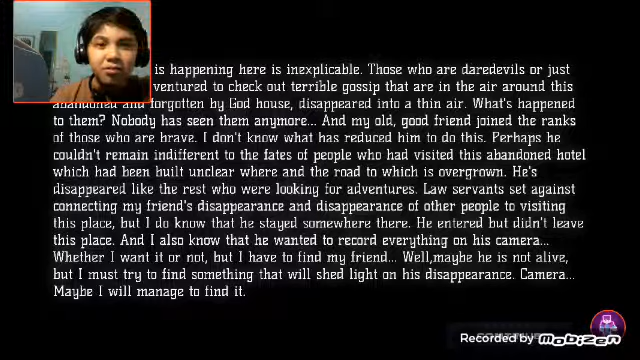 is happening here is inexplicable. Those who are daredevils or just
ventured to check out terrible gossip that are in the air around this
abandoned and forgotten by God house, disappeared into a thin air. What's happened
to them? Nobody has seen them anymore... And my old, good friend joined the ranks
of those who are brave. I don't know what has reduced him to do this. Perhaps he
couldn't remain indifferent to the fates of people who had visited this abandoned hotel
which had been built unclear where and the road to which is overgrown. He's
disappeared like the rest who were looking for adventures. Law servants set against
connecting my friend's disappearance and disappearance of other people to visiting
this place, but I do know that he stayed somewhere there. He entered but didn't leave
this place. And I also know that he wanted to record everything on his camera...
Whether I want it or not, but I have to find my friend... Well,maybe he is not alive,
but I must try to find something that will shed light on his disappearance. Camera...
Maybe I will manage to find it.
Recorded by MOBIZEN